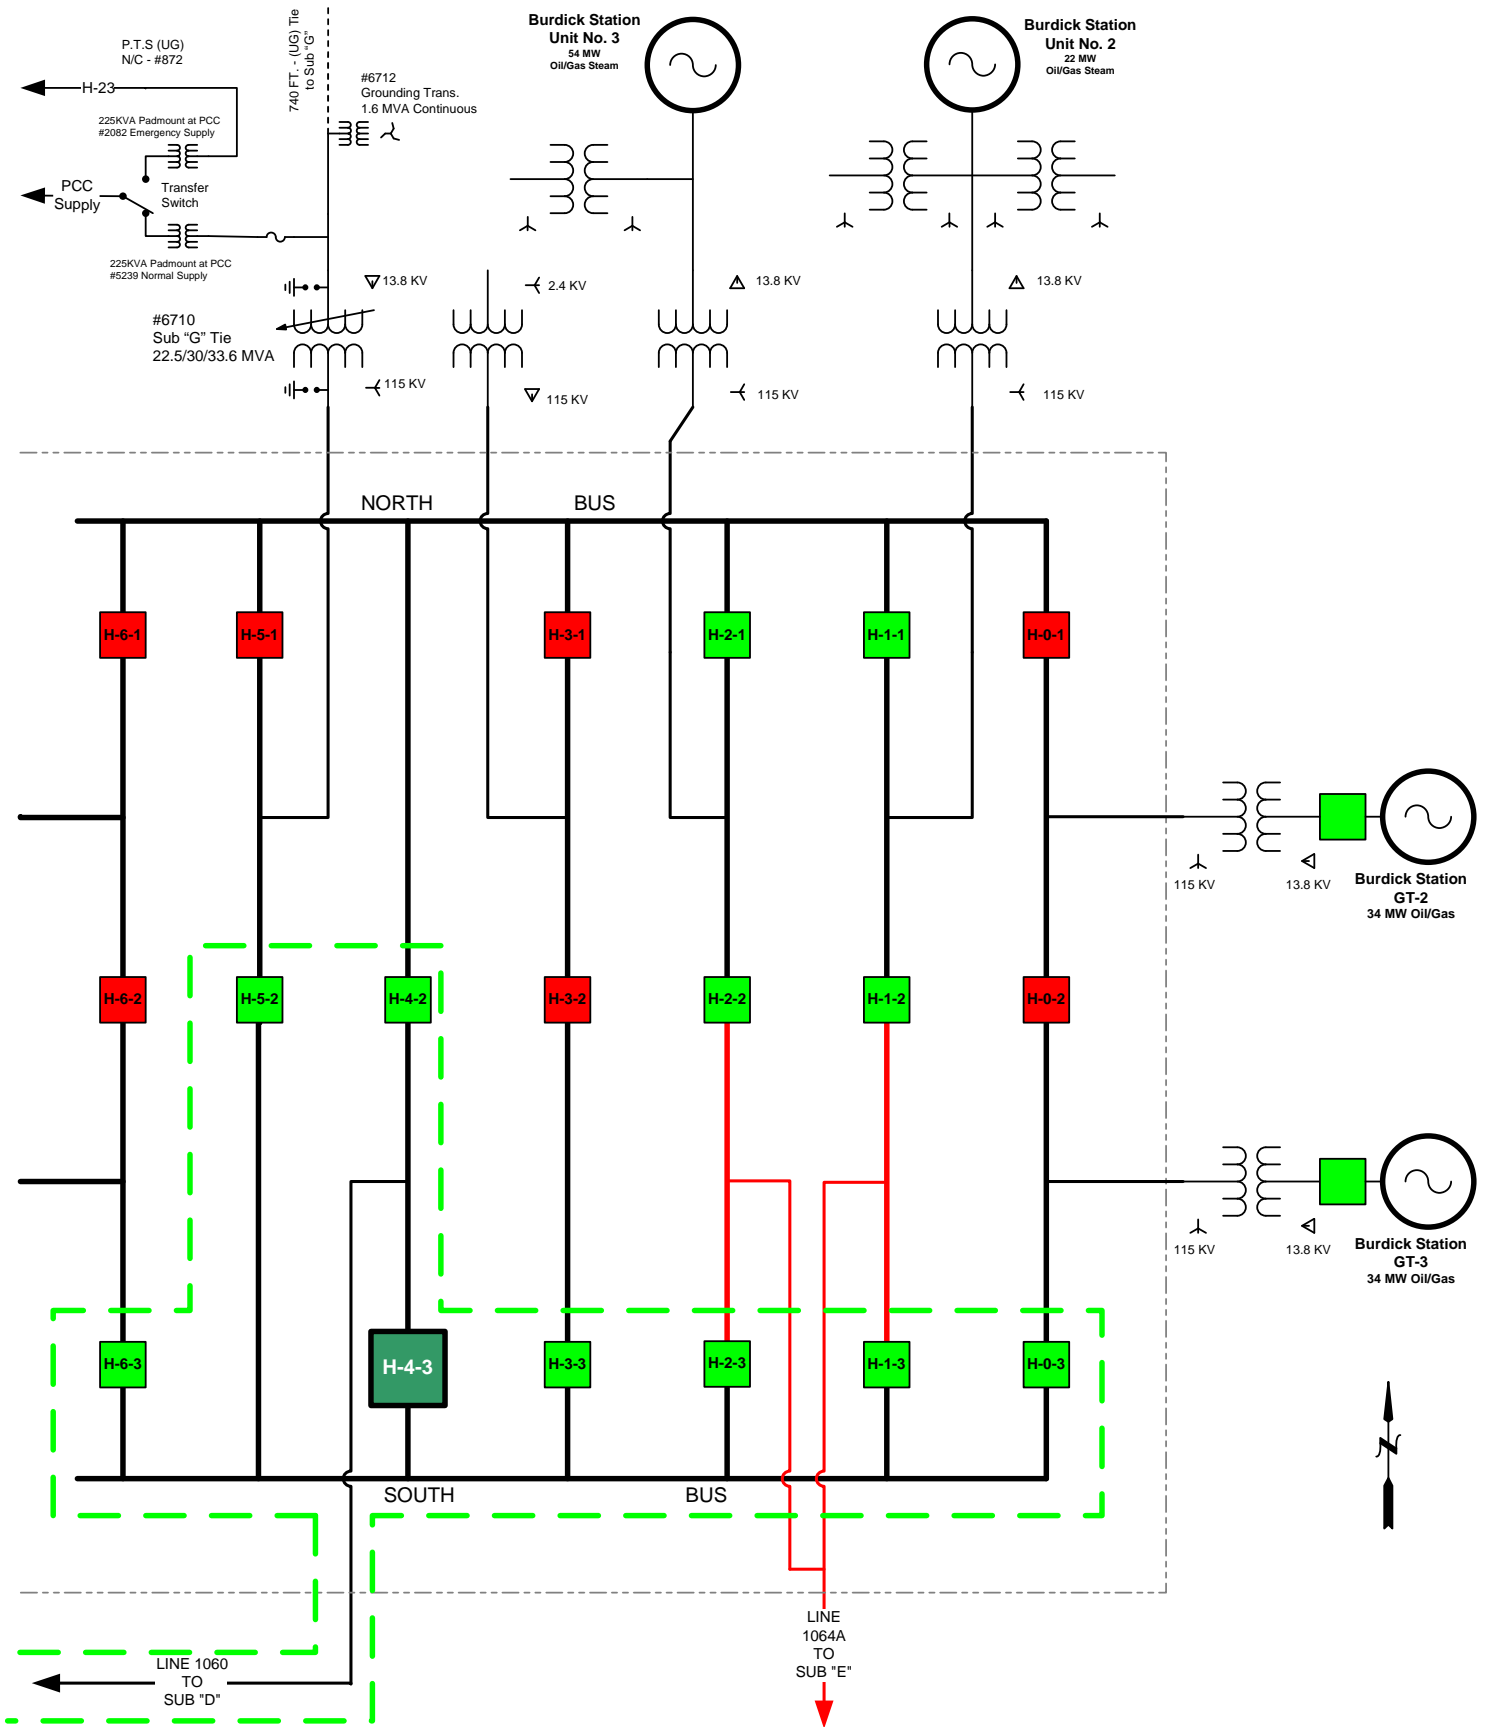 P.T.S (UG)
N/C - #872
H-23
225KVA Padmount at PCC
#2082 Emergency Supply
PCC
Supply
Transfer
Switch
225KVA Padmount at PCC
#5239 Normal Supply
740 FT. - (UG) Tie
to Sub "G"
#6712
Grounding Trans.
1.6 MVA Continuous
Burdick Station
Unit No. 3
54 MW
Oil/Gas Steam
Burdick Station
Unit No. 2
22 MW
Oil/Gas Steam
13.8 KV
2.4 KV
13.8 KV
13.8 KV
#6710
Sub "G" Tie
22.5/30/33.6 MVA
115 KV
115 KV
115 KV
115 KV
NORTH BUS
H-6-1
H-5-1
H-3-1
H-2-1
H-1-1
H-0-1
115 KV
13.8 KV
Burdick Station
GT-2
34 MW Oil/Gas
H-6-2
H-5-2
H-4-2
H-3-2
H-2-2
H-1-2
H-0-2
115 KV
13.8 KV
Burdick Station
GT-3
34 MW Oil/Gas
H-6-3
H-4-3
H-3-3
H-2-3
H-1-3
H-0-3
N
SOUTH BUS
LINE
1064A
TO
SUB "E"
LINE 1060
TO
SUB "D"